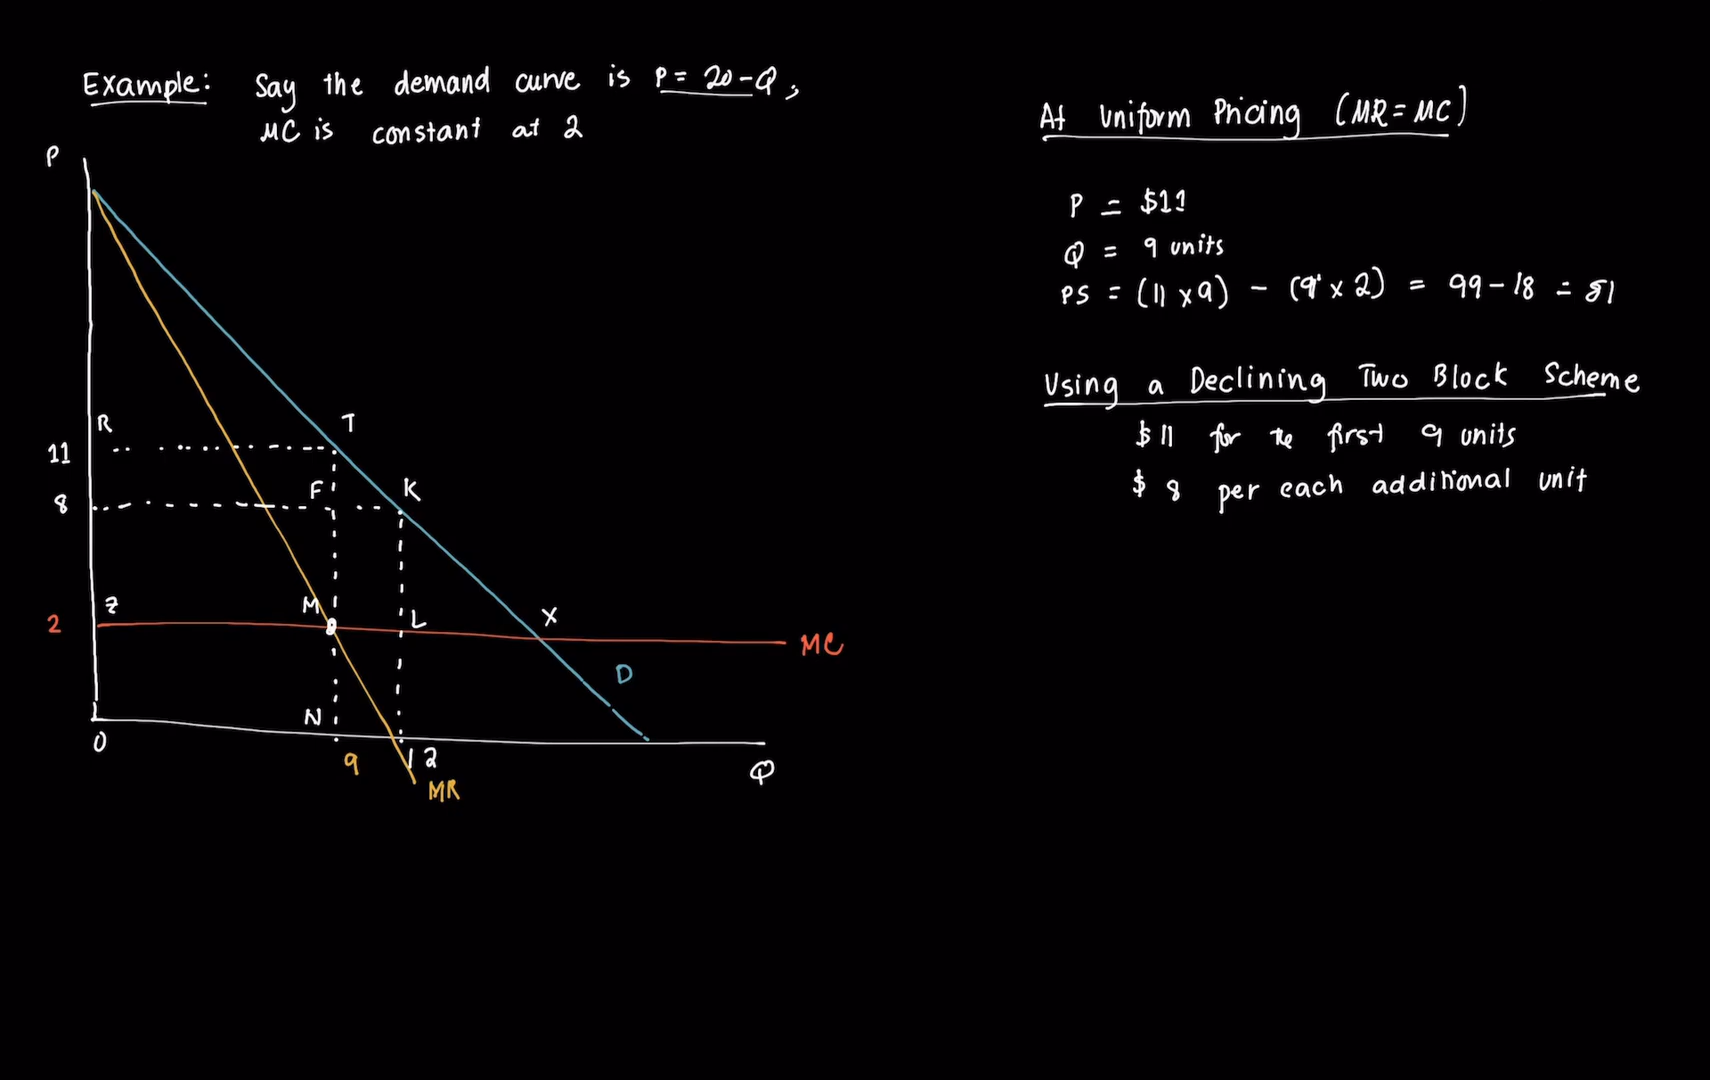 Example: Say the demand curve is P = 20 - Q,
MC is constant at 2
P
R
T
11
F
K
8
Z
M
L
X
2
MC
D
N
0
9
12
Q
MR
At Uniform Pricing (MR = MC)
P = $11
Q = 9 units
PS = (11 x 9) - (9 x 2) = 99 - 18 = 81
Using a Declining Two Block Scheme
$11 for the first 9 units
$8 per each additional unit